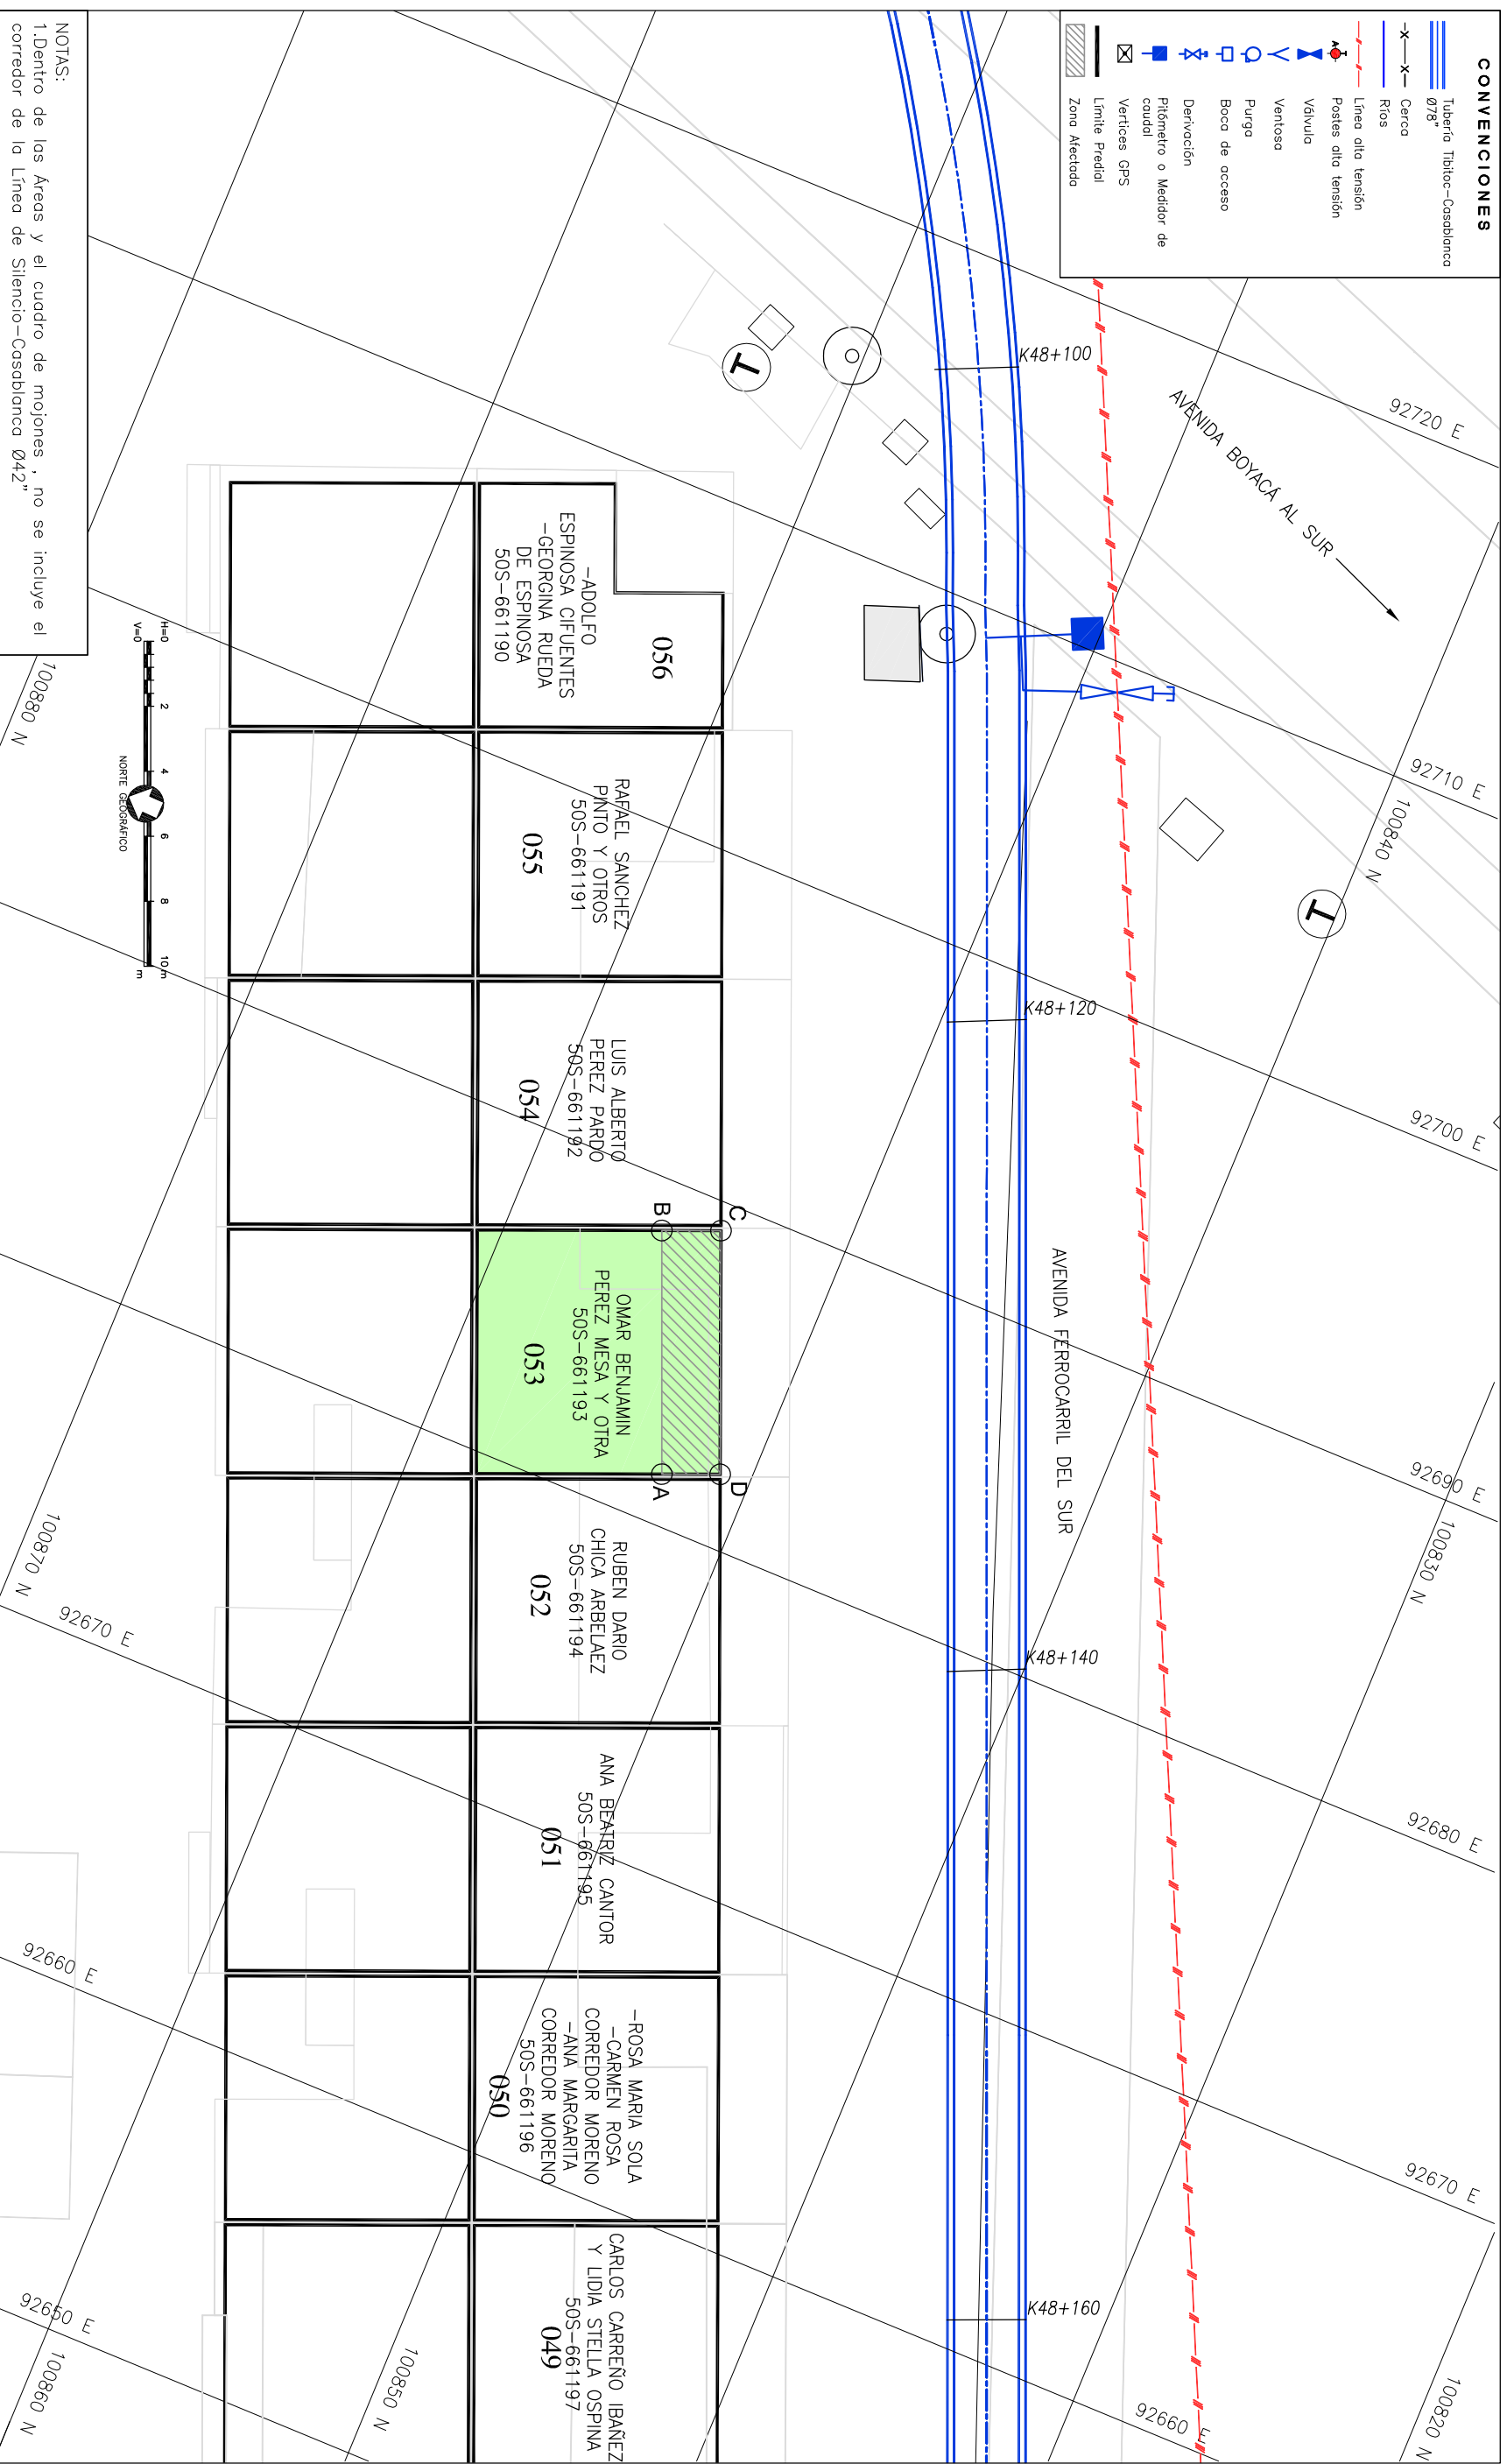 CONVENCIONES
Tubería Tibitoc-Casablanca
Ø78"
Cerca
Ríos
Línea alta tensión
Postes alta tensión
Válvula
Ventosa
Purga
Boca de acceso
Derivación
Pitómetro o Medidor de
caudal
Vertices GPS
Límite Predial
Zona Afectada
92720 E
AVENIDA BOYACÁ AL SUR
K48+100
T
92710 E
100840 N
T
K48+120
92700 E
AVENIDA FERROCARRIL DEL SUR
92690 E
100830 N
K48+140
92680 E
92670 E
K48+160
92660 E
100820 N
056
-ADOLFO
ESPINOSA CIFUENTES
-GEORGINA RUEDA
DE ESPINOSA
50S-661190
RAFAEL SANCHEZ
PINTO Y OTROS
50S-661191
055
LUIS ALBERTO
PEREZ PARDO
50S-661192
054
C
B
OMAR BENJAMIN
PEREZ MESA Y OTRA
50S-661193
053
D
A
RUBEN DARIO
CHICA ARBELAEZ
50S-661194
052
ANA BEATRIZ CANTOR
50S-661195
051
-ROSA MARIA SOLA
-CARMEN ROSA
CORREDOR MORENO
-ANA MARGARITA
CORREDOR MORENO
50S-661196
050
CARLOS CARREÑO IBAÑEZ
Y LIDIA STELLA OSPINA
50S-661197
049
H=0 2 4 6 8 10 m
V=0 m
NORTE GEOGRÁFICO
100880 N
100870 N
92670 E
92660 E
92650 E
100860 N
100850 N
NOTAS:
1.Dentro de las Áreas y el cuadro de mojones , no se incluye el
corredor de la Línea de Silencio-Casablanca Ø42"